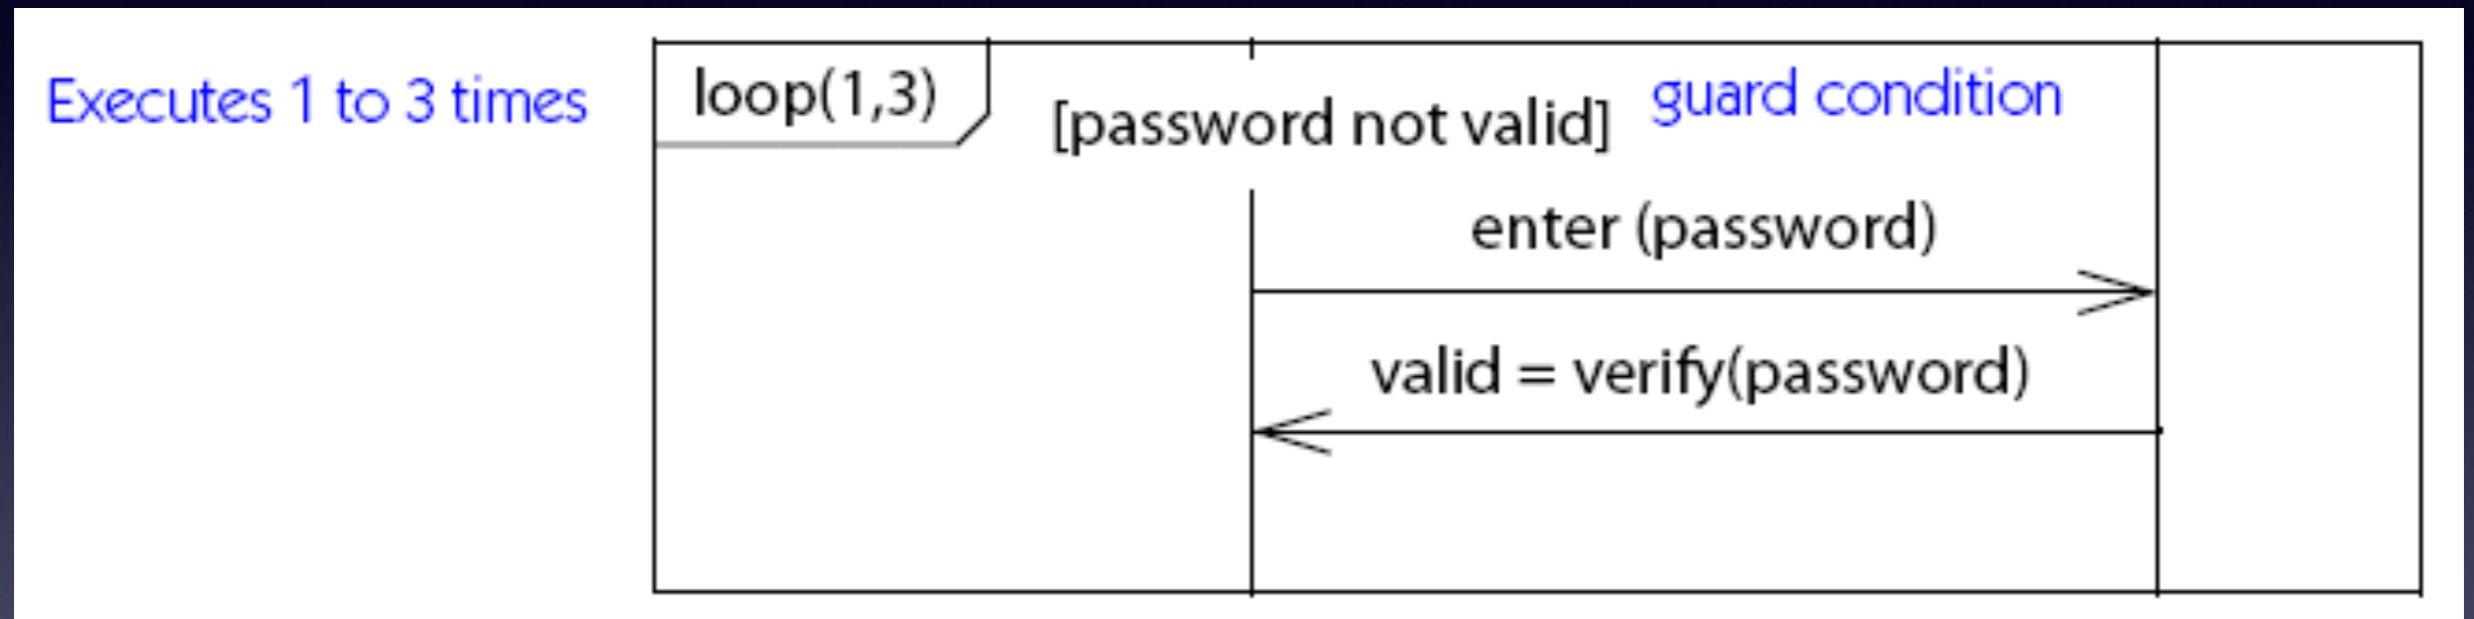 Executes 1 to 3 times
loop(1,3)
[password not valid]
guard condition
enter (password)
valid = verify(password)